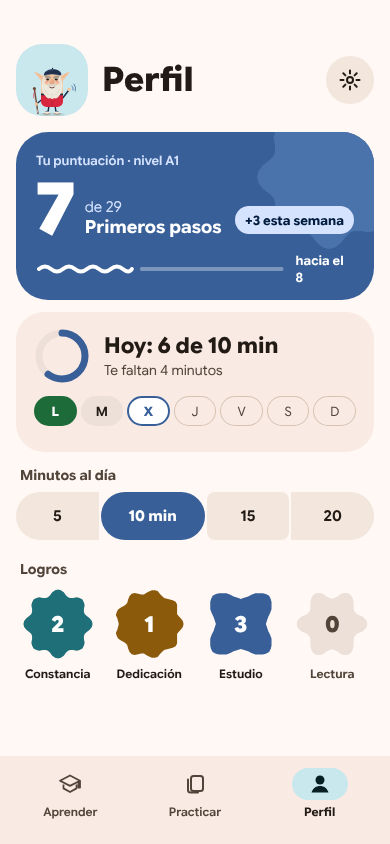 Perfil
Tu puntuación · nivel A1
7
de 29
Primeros pasos
+3 esta semana
hacia el
8
Hoy: 6 de 10 min
Te faltan 4 minutos
L M X J V S D
Minutos al día
5 10 min 15 20
Logros
2 1 3 0
Constancia Dedicación Estudio Lectura
Aprender Practicar Perfil